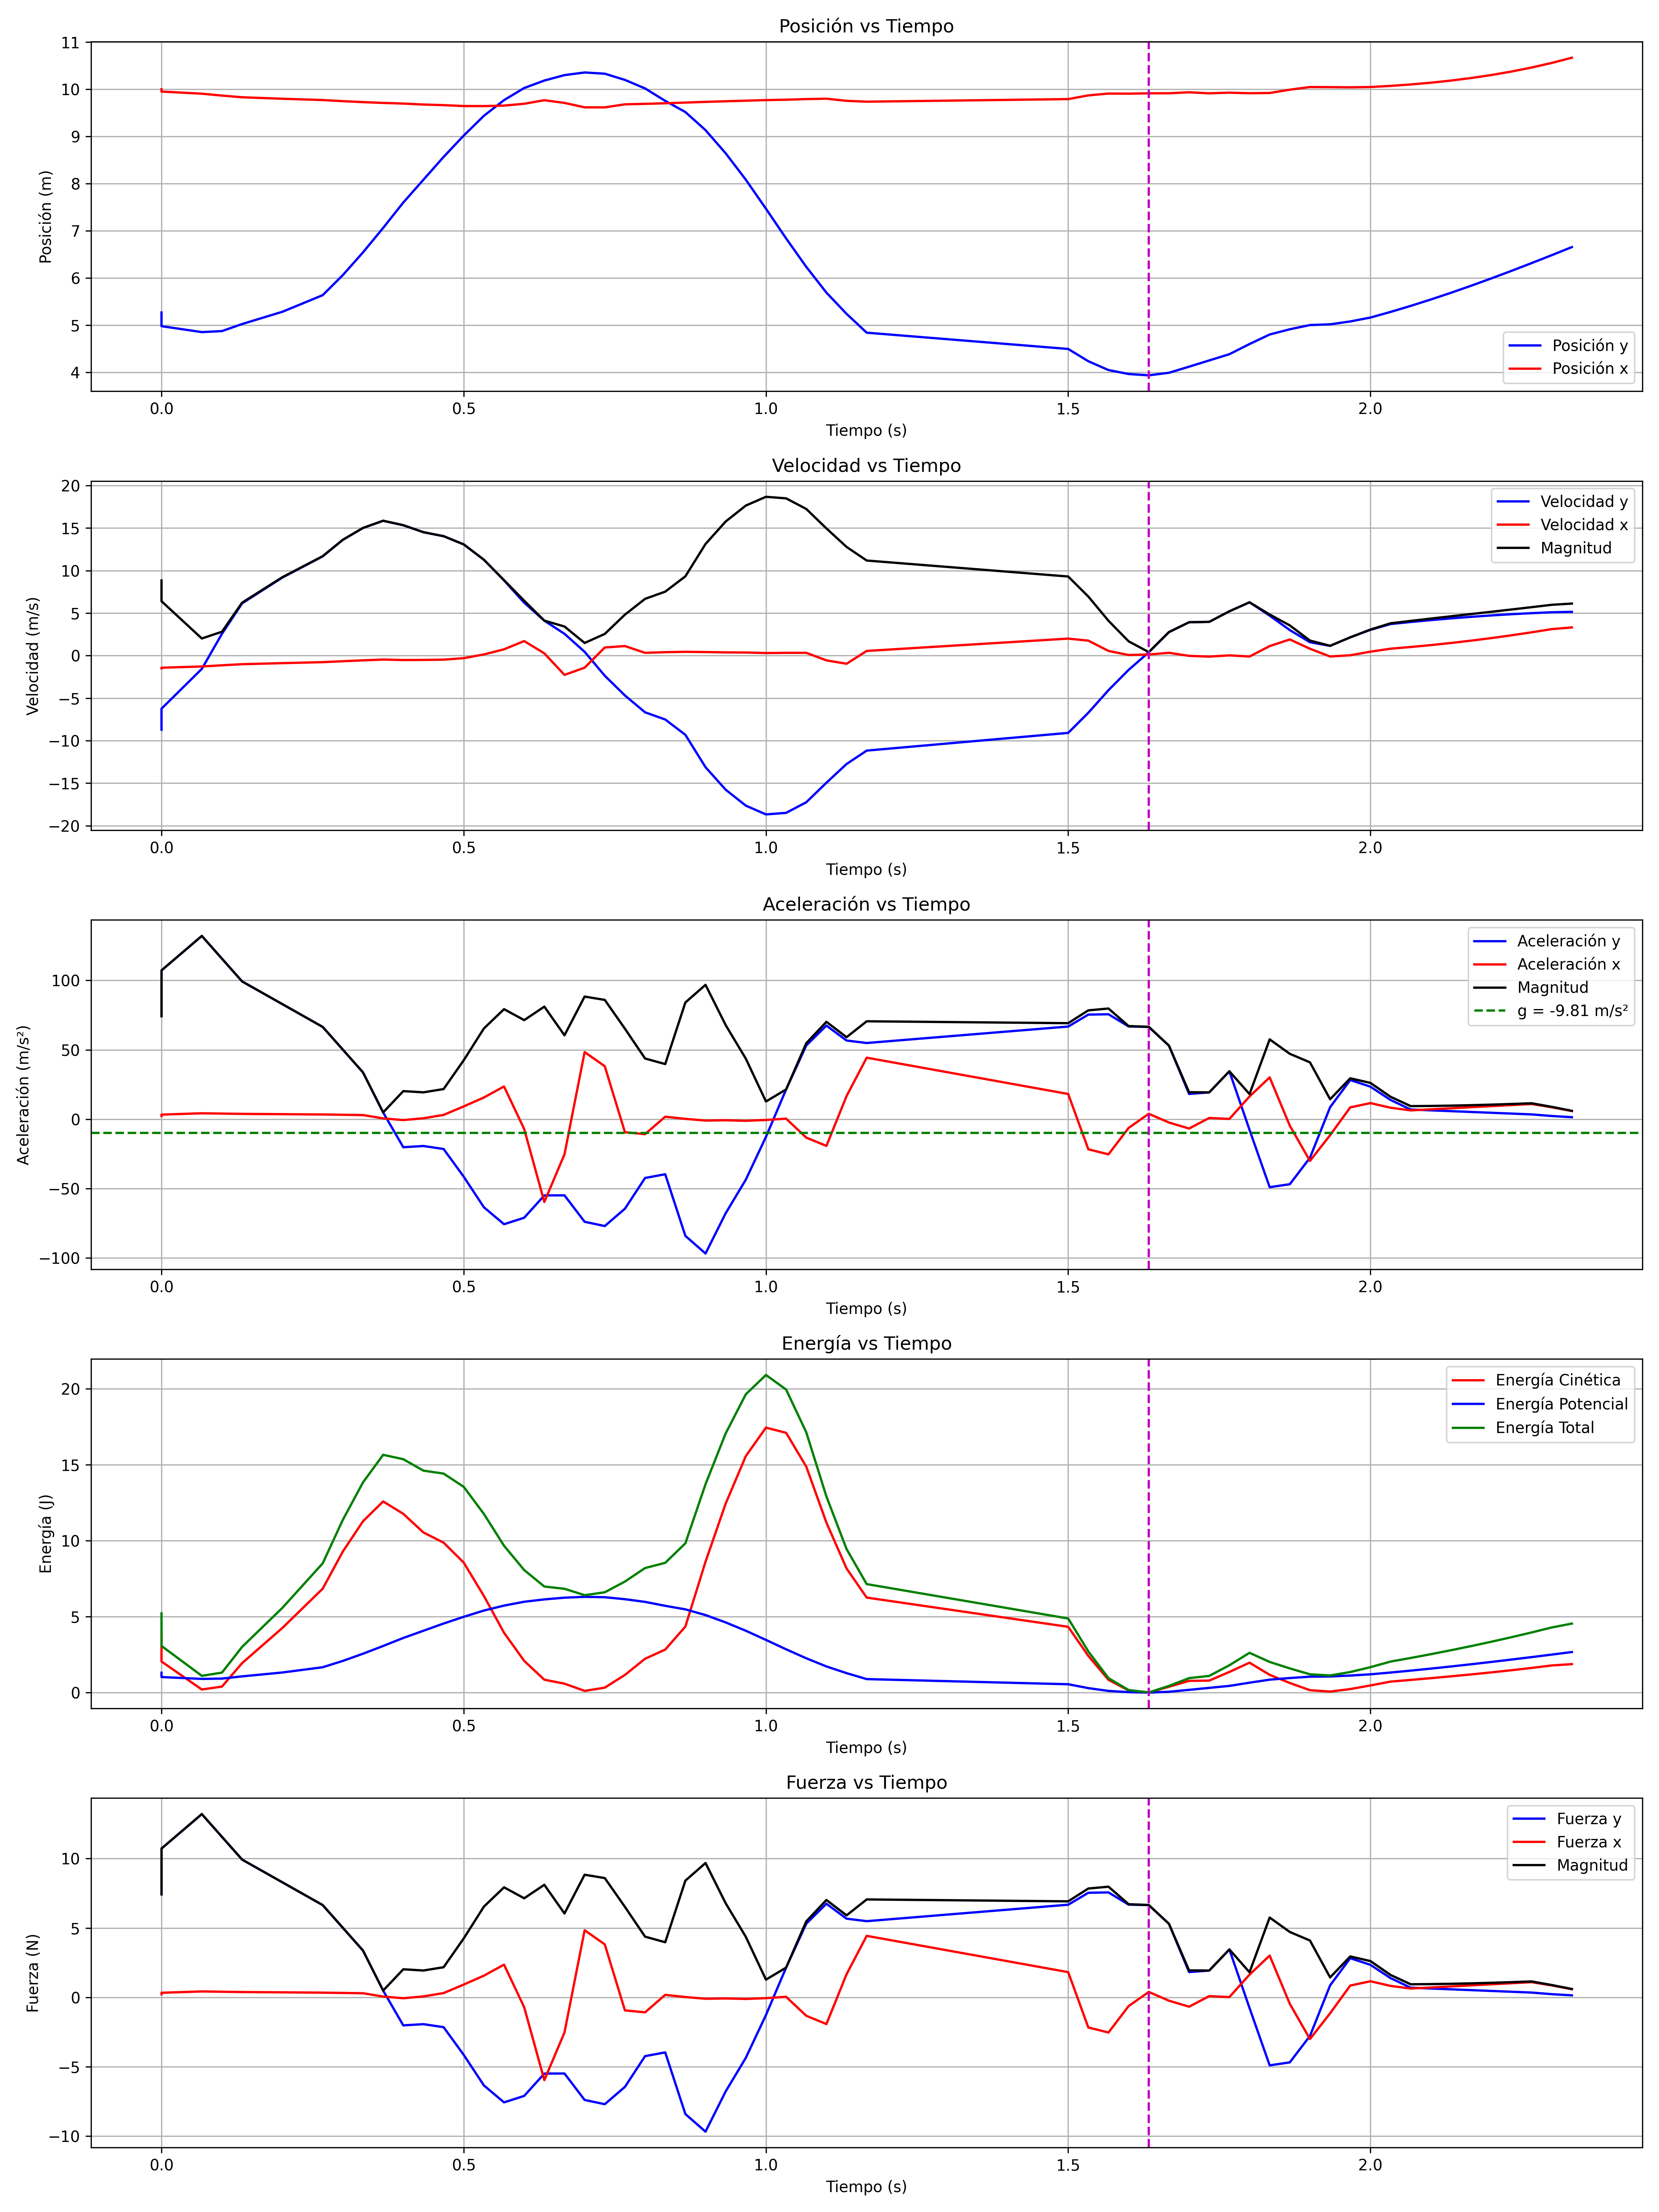 Posición vs Tiempo
11
10
9
8
7
6
5
4
Posición (m)
Posición y
Posición x
0.0 0.5 1.0 1.5 2.0
Tiempo (s)
Velocidad vs Tiempo
20
15
10
5
0
−5
−10
−15
−20
Velocidad (m/s)
Velocidad y
Velocidad x
Magnitud
0.0 0.5 1.0 1.5 2.0
Tiempo (s)
Aceleración vs Tiempo
100
50
0
−50
−100
Aceleración (m/s²)
Aceleración y
Aceleración x
Magnitud
g = -9.81 m/s²
0.0 0.5 1.0 1.5 2.0
Tiempo (s)
Energía vs Tiempo
20
15
10
5
0
Energía (J)
Energía Cinética
Energía Potencial
Energía Total
0.0 0.5 1.0 1.5 2.0
Tiempo (s)
Fuerza vs Tiempo
10
5
0
−5
−10
Fuerza (N)
Fuerza y
Fuerza x
Magnitud
0.0 0.5 1.0 1.5 2.0
Tiempo (s)